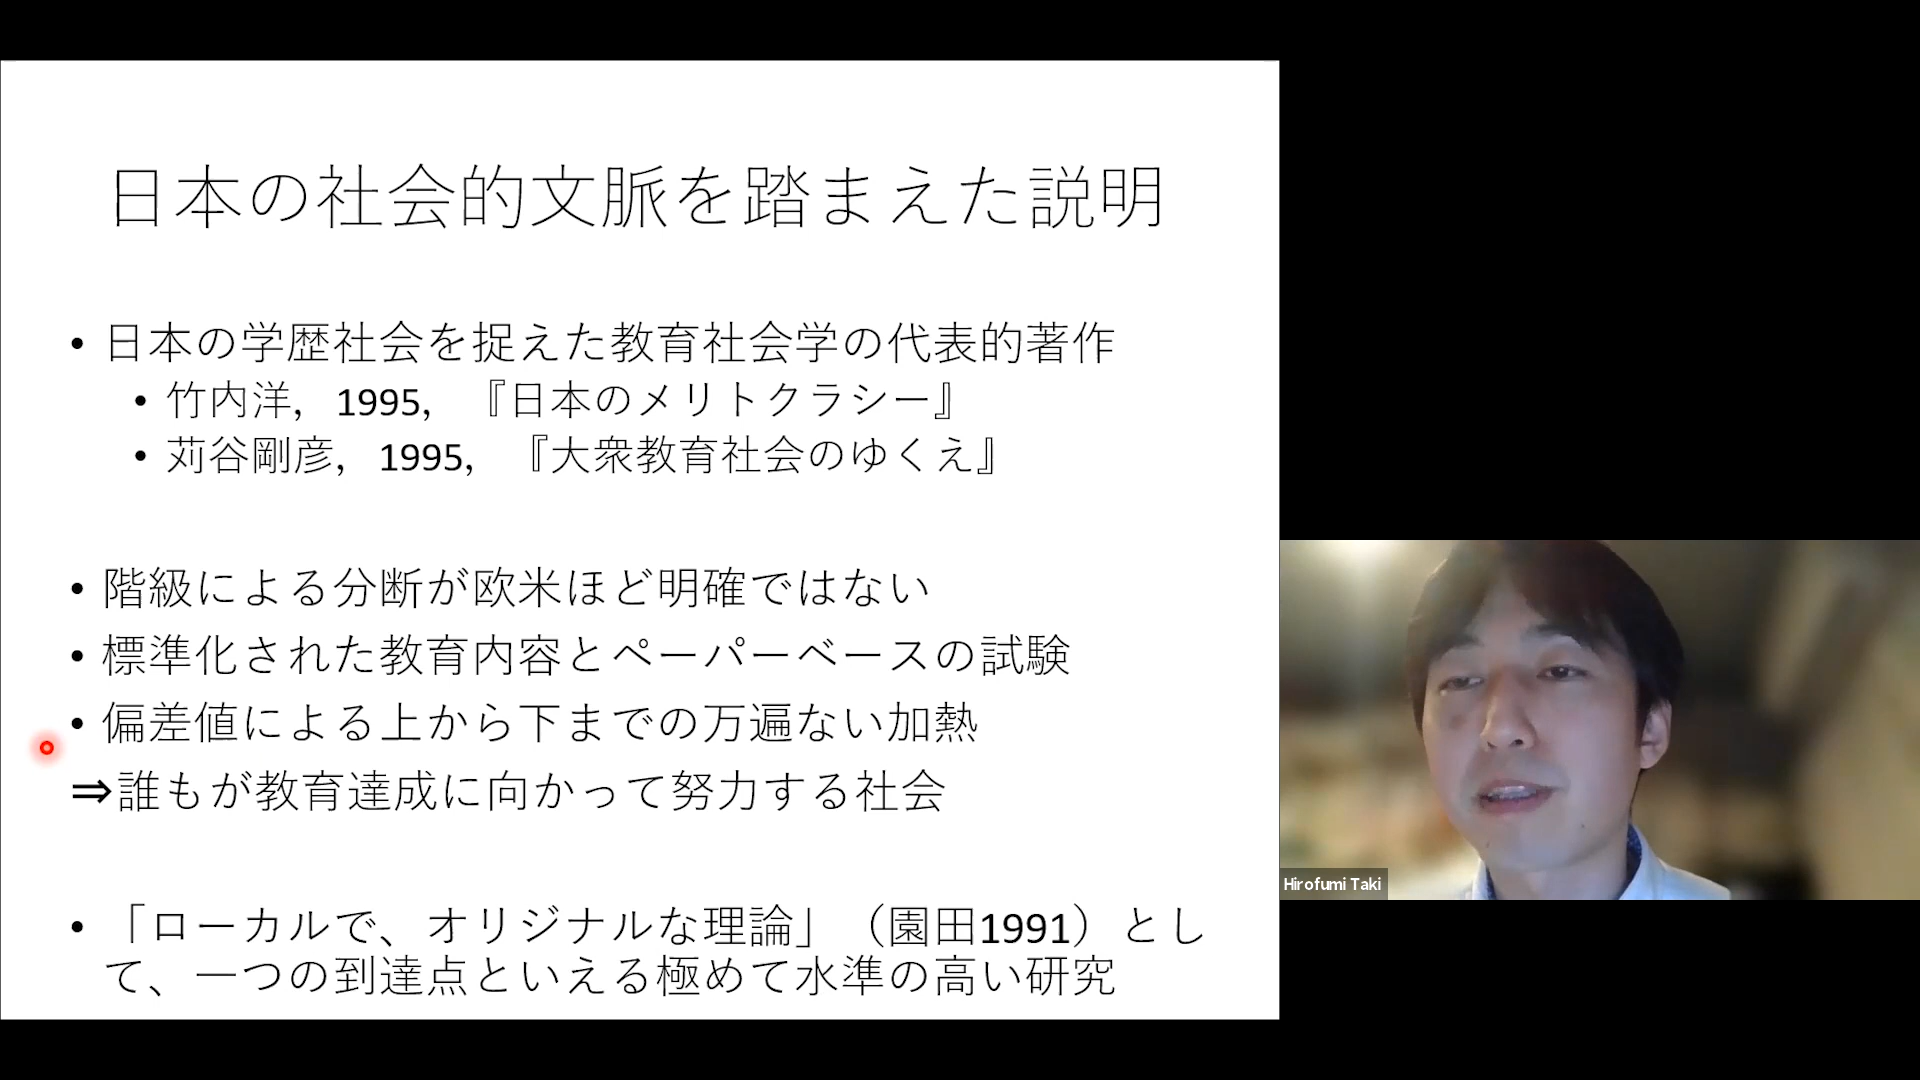 日本の社会的文脈を踏まえた説明
• 日本の学歴社会を捉えた教育社会学の代表的著作
• 竹内洋，1995，『日本のメリトクラシー』
• 苅谷剛彦，1995，『大衆教育社会のゆくえ』
• 階級による分断が欧米ほど明確ではない
• 標準化された教育内容とペーパーベースの試験
• 偏差値による上から下までの万遍ない加熱
⇒誰もが教育達成に向かって努力する社会
• 「ローカルで、オリジナルな理論」（園田1991）とし
て、一つの到達点といえる極めて水準の高い研究
Hirofumi Taki